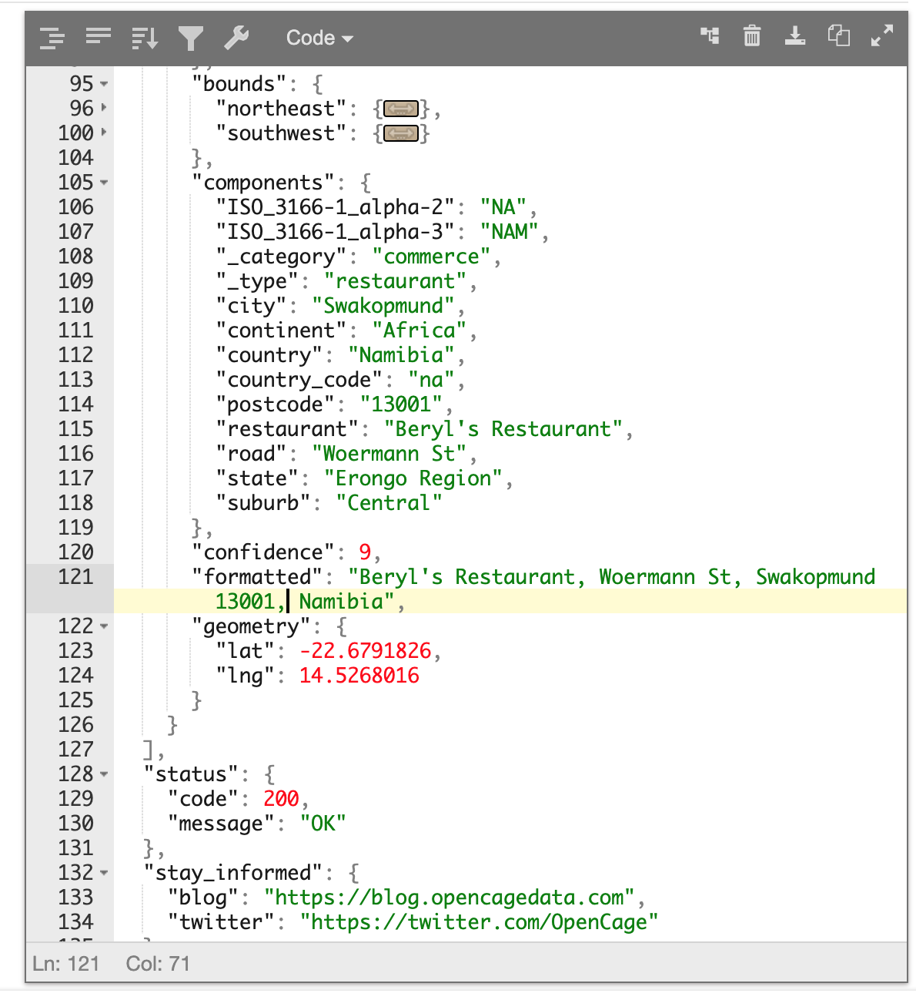 Code
95 "bounds": {
96 "northeast": {...},
100 "southwest": {...}
104 },
105 "components": {
106 "ISO_3166-1_alpha-2": "NA",
107 "ISO_3166-1_alpha-3": "NAM",
108 "_category": "commerce",
109 "_type": "restaurant",
110 "city": "Swakopmund",
111 "continent": "Africa",
112 "country": "Namibia",
113 "country_code": "na",
114 "postcode": "13001",
115 "restaurant": "Beryl's Restaurant",
116 "road": "Woermann St",
117 "state": "Erongo Region",
118 "suburb": "Central"
119 },
120 "confidence": 9,
121 "formatted": "Beryl's Restaurant, Woermann St, Swakopmund
13001, Namibia",
122 "geometry": {
123 "lat": -22.6791826,
124 "lng": 14.5268016
125 }
126 }
127 ],
128 "status": {
129 "code": 200,
130 "message": "OK"
131 },
132 "stay_informed": {
133 "blog": "https://blog.opencagedata.com",
134 "twitter": "https://twitter.com/OpenCage"
Ln: 121 Col: 71